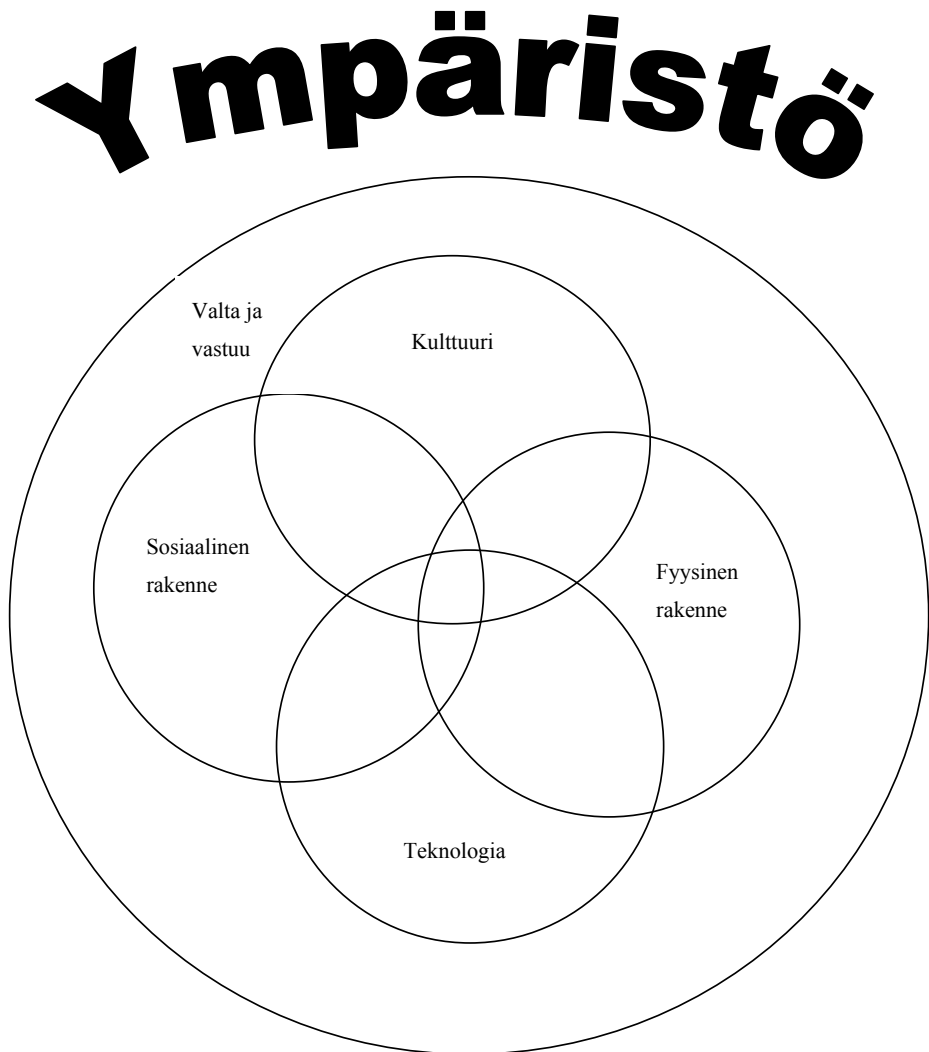 Ympäristö
Valta ja
vastuu
Kulttuuri
Sosiaalinen
rakenne
Fyysinen
rakenne
Teknologia